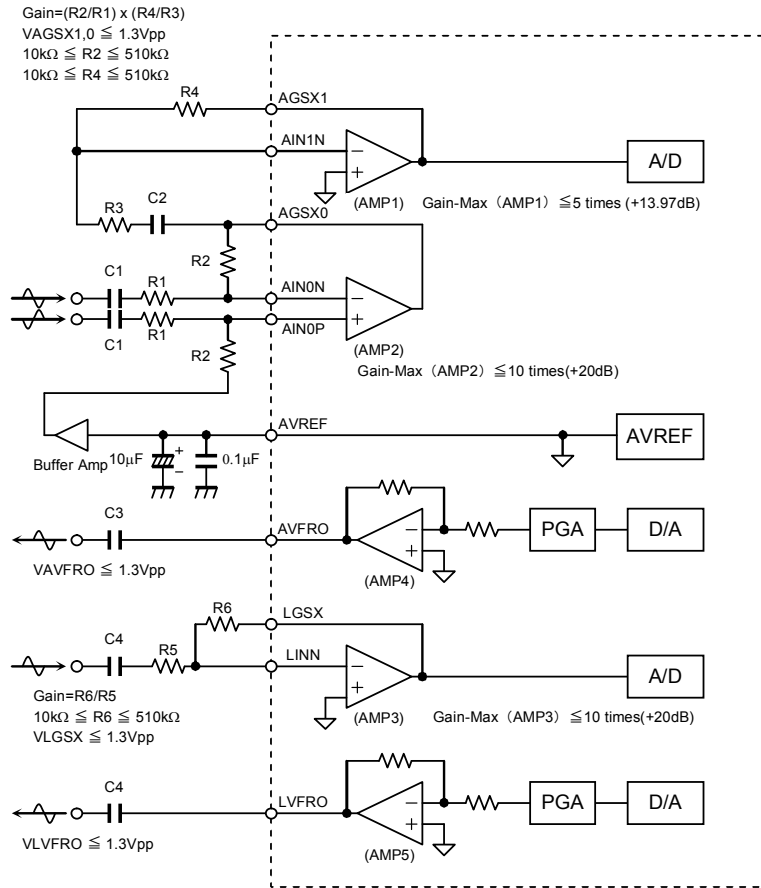 Gain=(R2/R1) x (R4/R3)
VAGSX1,0 ≦ 1.3Vpp
10kΩ ≦ R2 ≦ 510kΩ
10kΩ ≦ R4 ≦ 510kΩ
R4
AGSX1
AIN1N
−
+
A/D
(AMP1)
Gain-Max (AMP1) ≦5 times (+13.97dB)
R3
C2
AGSX0
R2
C1
R1
AIN0N
−
AIN0P
+
C1
R1
R2
(AMP2)
Gain-Max (AMP2) ≦10 times(+20dB)
AVREF
AVREF
Buffer Amp
10μF
+
−
0.1μF
C3
AVFRO
−
+
PGA
D/A
VAVFRO ≦ 1.3Vpp
(AMP4)
R6
LGSX
C4
R5
LINN
−
+
A/D
Gain=R6/R5
10kΩ ≦ R6 ≦ 510kΩ
VLGSX ≦ 1.3Vpp
(AMP3)
Gain-Max (AMP3) ≦10 times(+20dB)
C4
LVFRO
−
+
PGA
D/A
VLVFRO ≦ 1.3Vpp
(AMP5)